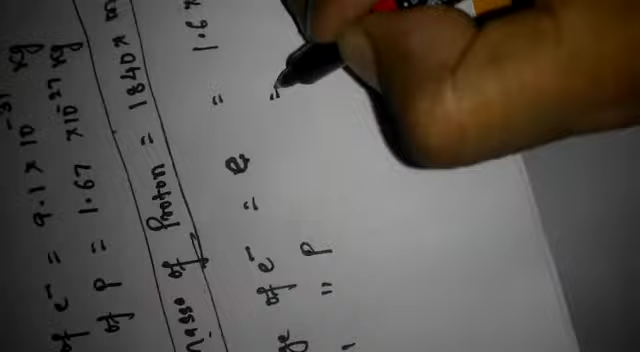 of e⁻ = 9.1 × 10⁻³¹ kg
of P = 1.67 × 10⁻²⁷ kg
Mass of Proton = 1840 × m
of e⁻ = e = 1.6 ×
" P =